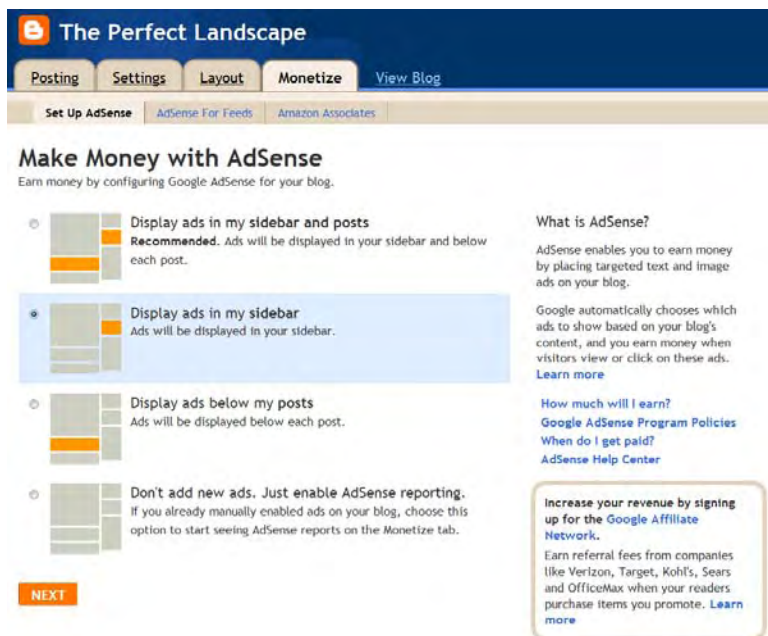 The Perfect Landscape
Posting Settings Layout Monetize View Blog
Set Up AdSense AdSense For Feeds Amazon Associates
Make Money with AdSense
Earn money by configuring Google AdSense for your blog.
Display ads in my sidebar and posts
Recommended. Ads will be displayed in your sidebar and below
each post.
Display ads in my sidebar
Ads will be displayed in your sidebar.
Display ads below my posts
Ads will be displayed below each post.
Don't add new ads. Just enable AdSense reporting.
If you already manually enabled ads on your blog, choose this
option to start seeing AdSense reports on the Monetize tab.
NEXT
What is AdSense?
AdSense enables you to earn money
by placing targeted text and image
ads on your blog.
Google automatically chooses which
ads to show based on your blog's
content, and you earn money when
visitors view or click on these ads.
Learn more
How much will I earn?
Google AdSense Program Policies
When do I get paid?
AdSense Help Center
Increase your revenue by signing
up for the Google Affiliate
Network.
Earn referral fees from companies
like Verizon, Target, Kohl's, Sears
and OfficeMax when your readers
purchase items you promote. Learn
more